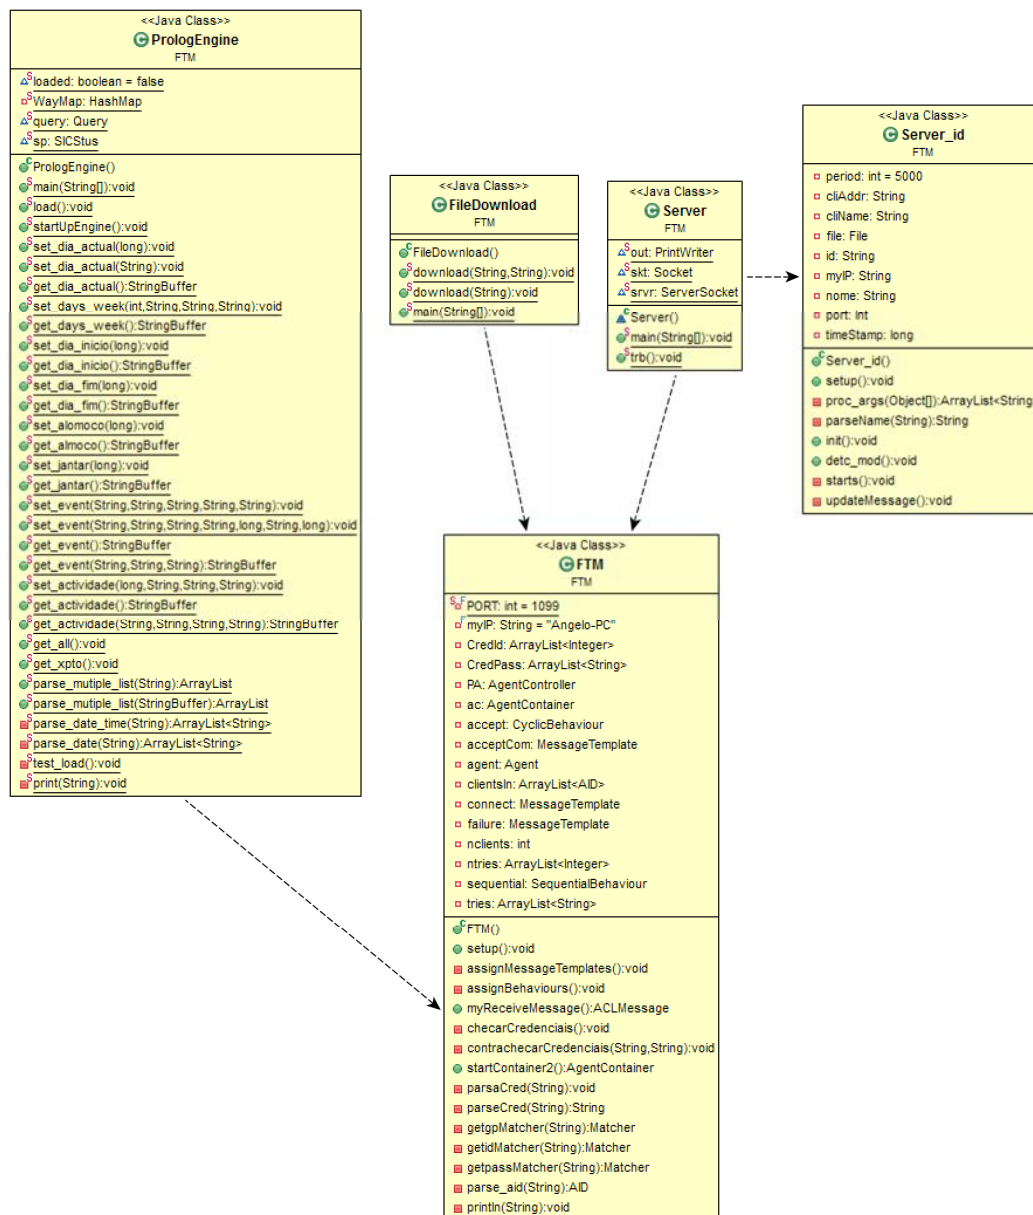 <<Java Class>>
PrologEngine
FTM
loaded: boolean = false
WayMap: HashMap
query: Query
sp: SICStus
PrologEngine()
main(String[]):void
load():void
startUpEngine():void
set_dia_actual(long):void
set_dia_actual(String):void
get_dia_actual():StringBuffer
set_days_week(int,String,String,String):void
get_days_week():StringBuffer
set_dia_inicio(long):void
get_dia_inicio():StringBuffer
set_dia_fim(long):void
get_dia_fim():StringBuffer
set_alomoco(long):void
get_almoco():StringBuffer
set_jantar(long):void
get_jantar():StringBuffer
set_event(String,String,String,String,String):void
set_event(String,String,String,String,long,String,long):void
get_event():StringBuffer
get_event(String,String,String):StringBuffer
set_actividade(long,String,String,String):void
get_actividade():StringBuffer
get_actividade(String,String,String,String):StringBuffer
get_all():void
get_xpto():void
parse_mutiple_list(String):ArrayList
parse_mutiple_list(StringBuffer):ArrayList
parse_date_time(String):ArrayList<String>
parse_date(String):ArrayList<String>
test_load():void
print(String):void
<<Java Class>>
FileDownload
FTM
FileDownload()
download(String,String):void
download(String):void
main(String[]):void
<<Java Class>>
Server
FTM
out: PrintWriter
skt: Socket
srvr: ServerSocket
Server()
main(String[]):void
trb():void
<<Java Class>>
Server_id
FTM
period: int = 5000
cliAddr: String
cliName: String
file: File
id: String
myIP: String
nome: String
port: int
timeStamp: long
Server_id()
setup():void
proc_args(Object[]):ArrayList<String
parseName(String):String
init():void
detc_mod():void
starts():void
updateMessage():void
<<Java Class>>
FTM
FTM
PORT: int = 1099
myIP: String = "Angelo-PC"
CredId: ArrayList<Integer>
CredPass: ArrayList<String>
PA: AgentController
ac: AgentContainer
accept: CyclicBehaviour
acceptCom: MessageTemplate
agent: Agent
clientsIn: ArrayList<AID>
connect: MessageTemplate
failure: MessageTemplate
nclients: int
ntries: ArrayList<Integer>
sequential: SequentialBehaviour
tries: ArrayList<String>
FTM()
setup():void
assignMessageTemplates():void
assignBehaviours():void
myReceiveMessage():ACLMessage
checarCredenciais():void
contrachecarCredenciais(String,String):void
startContainer2():AgentContainer
parsaCred(String):void
parseCred(String):String
getgpMatcher(String):Matcher
getidMatcher(String):Matcher
getpassMatcher(String):Matcher
parse_aid(String):AID
println(String):void